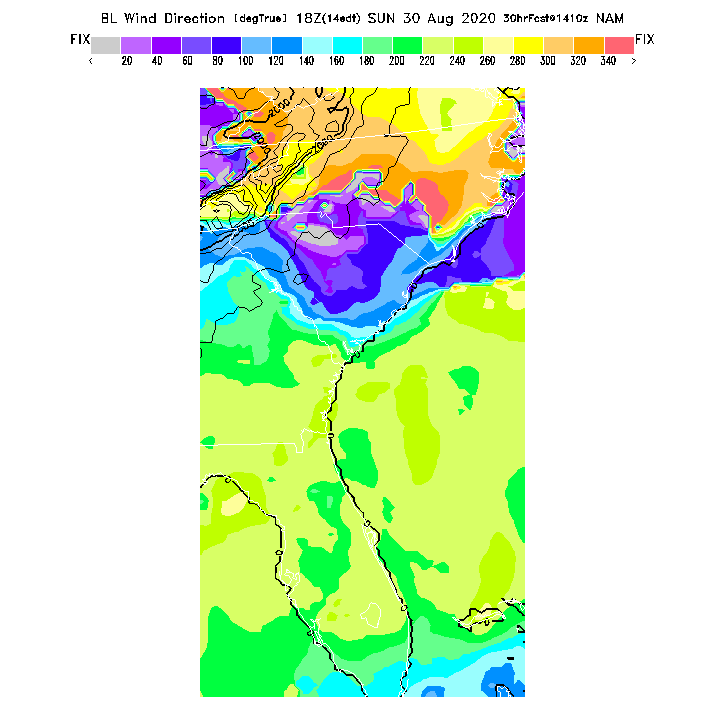 BL Wind Direction [degTrue] 18Z(14edt) SUN 30 Aug 2020 30hrFcst@1410z NAM
FIX FIX
< 20 40 60 80 100 120 140 160 180 200 220 240 260 280 300 320 340 >
2000